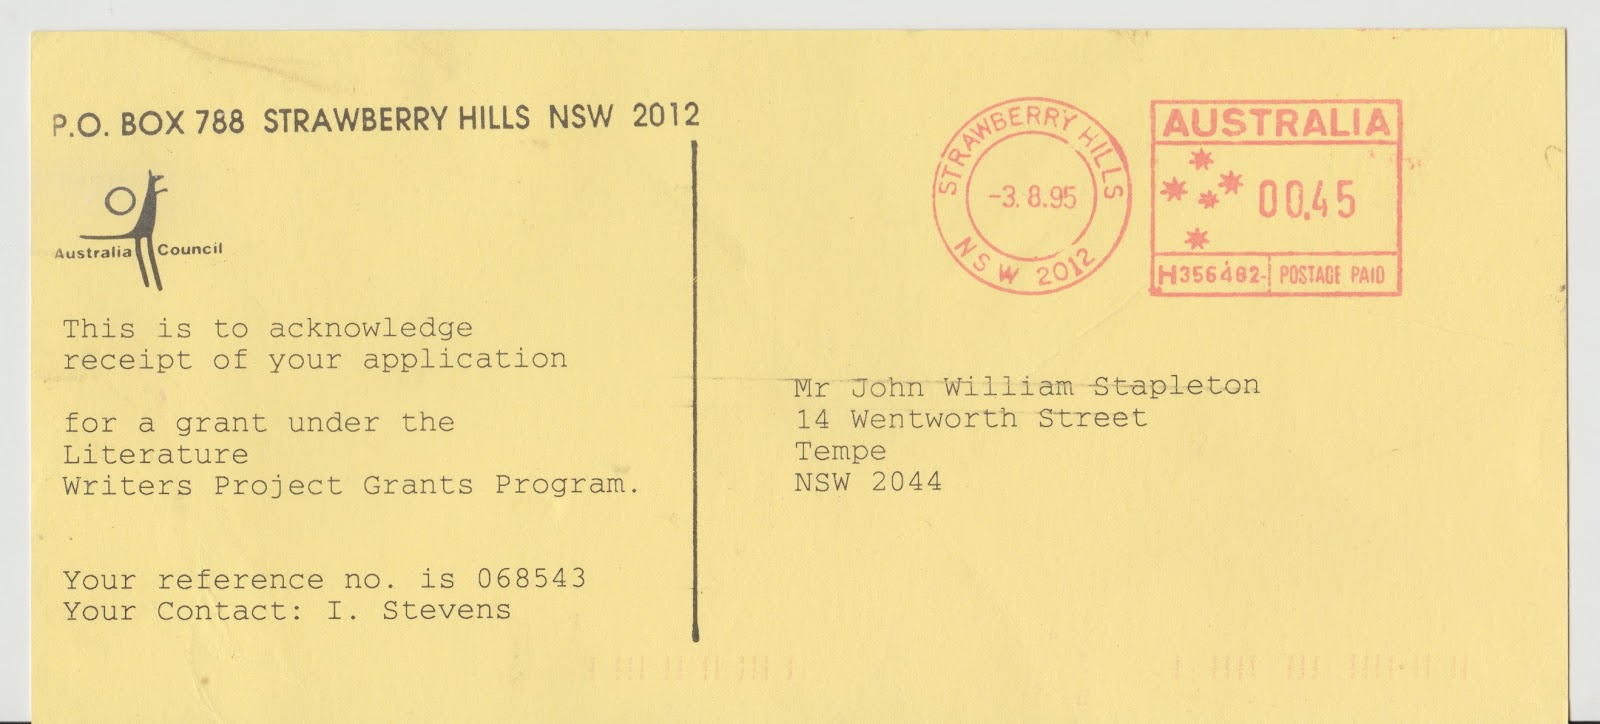 P.O. BOX 788 STRAWBERRY HILLS NSW 2012
Australia Council
This is to acknowledge
receipt of your application
for a grant under the
Literature
Writers Project Grants Program.
Your reference no. is 068543
Your Contact: I. Stevens
STRAWBERRY HILLS
-3.8.95
NSW 2012
AUSTRALIA
00.45
H356482- POSTAGE PAID
Mr John William Stapleton
14 Wentworth Street
Tempe
NSW 2044